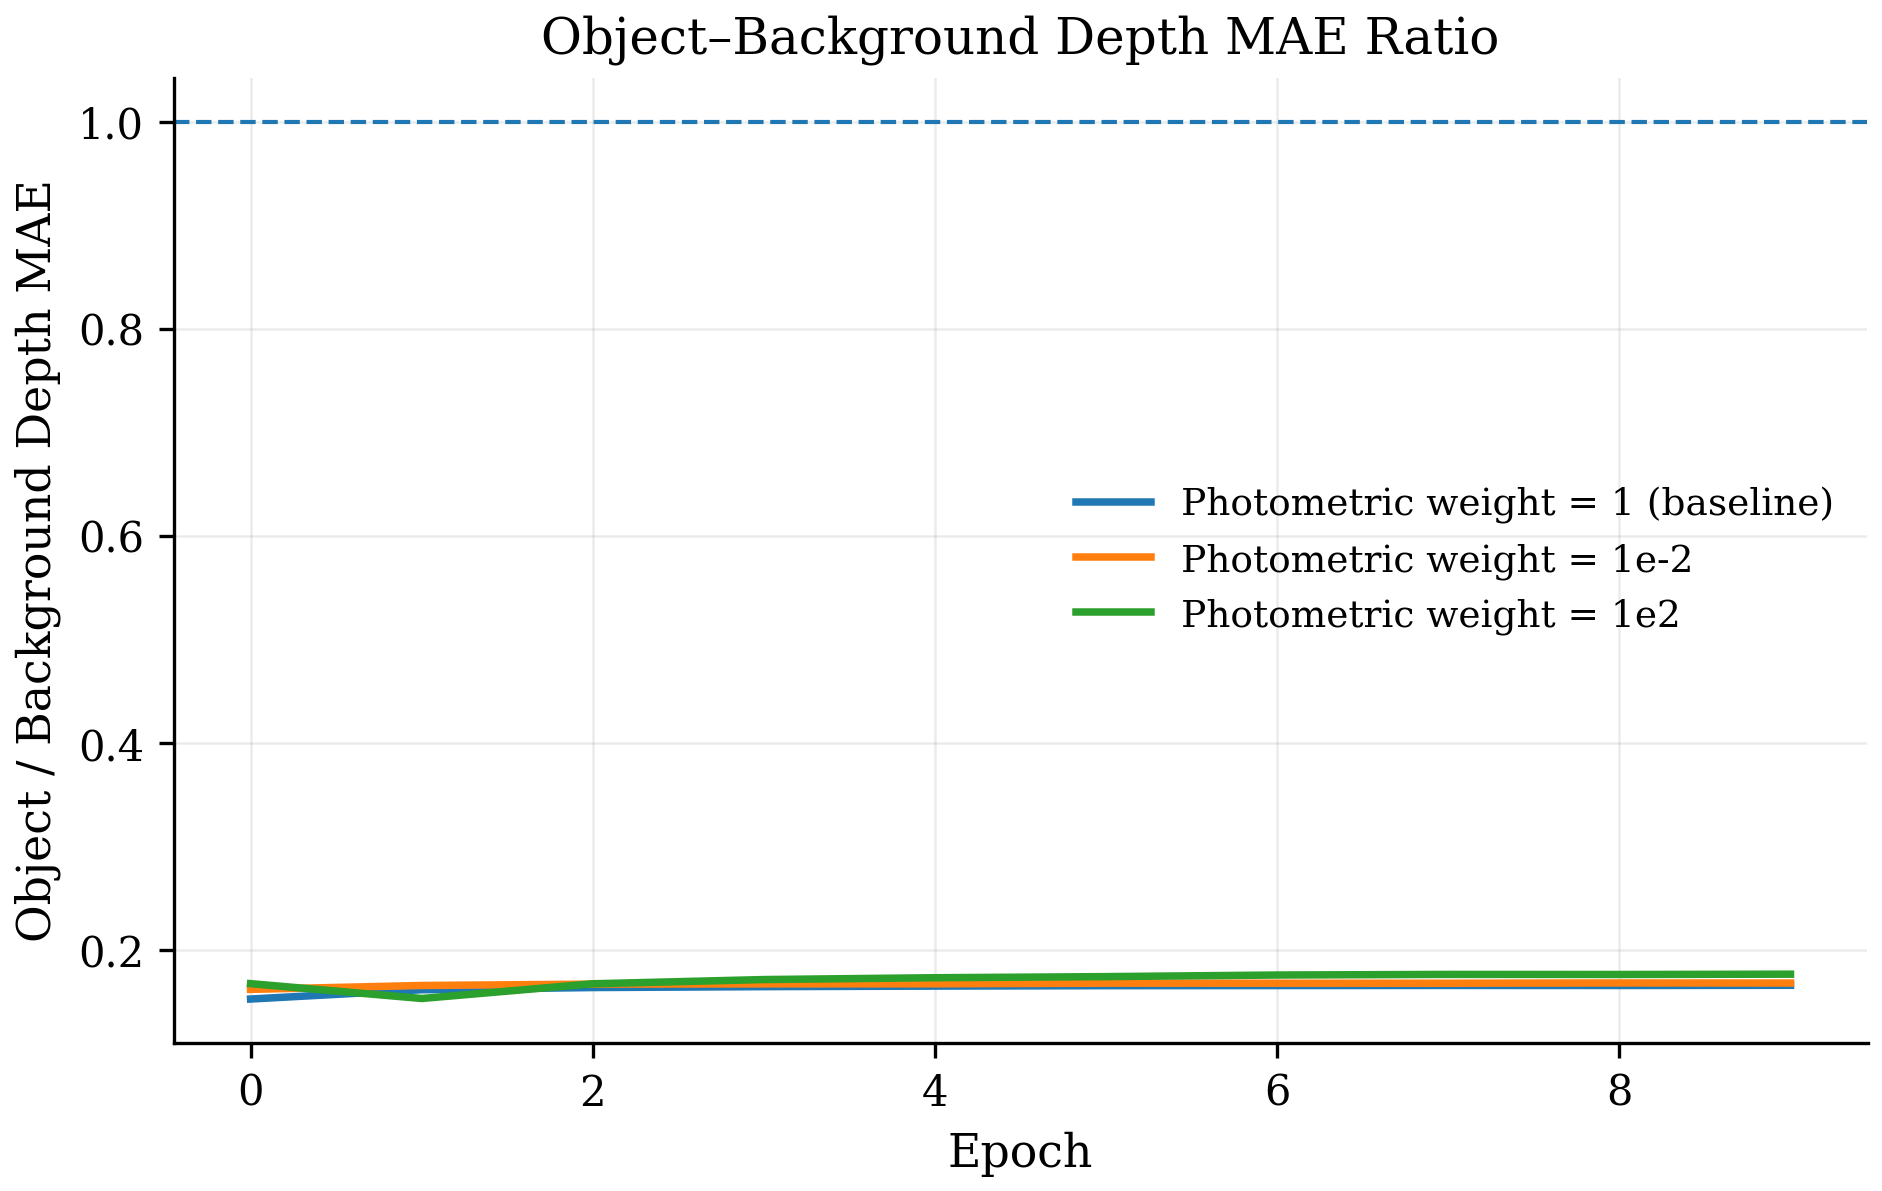 Object–Background Depth MAE Ratio
Object / Background Depth MAE
1.0
0.8
0.6
0.4
0.2
Photometric weight = 1 (baseline)
Photometric weight = 1e-2
Photometric weight = 1e2
0 2 4 6 8
Epoch